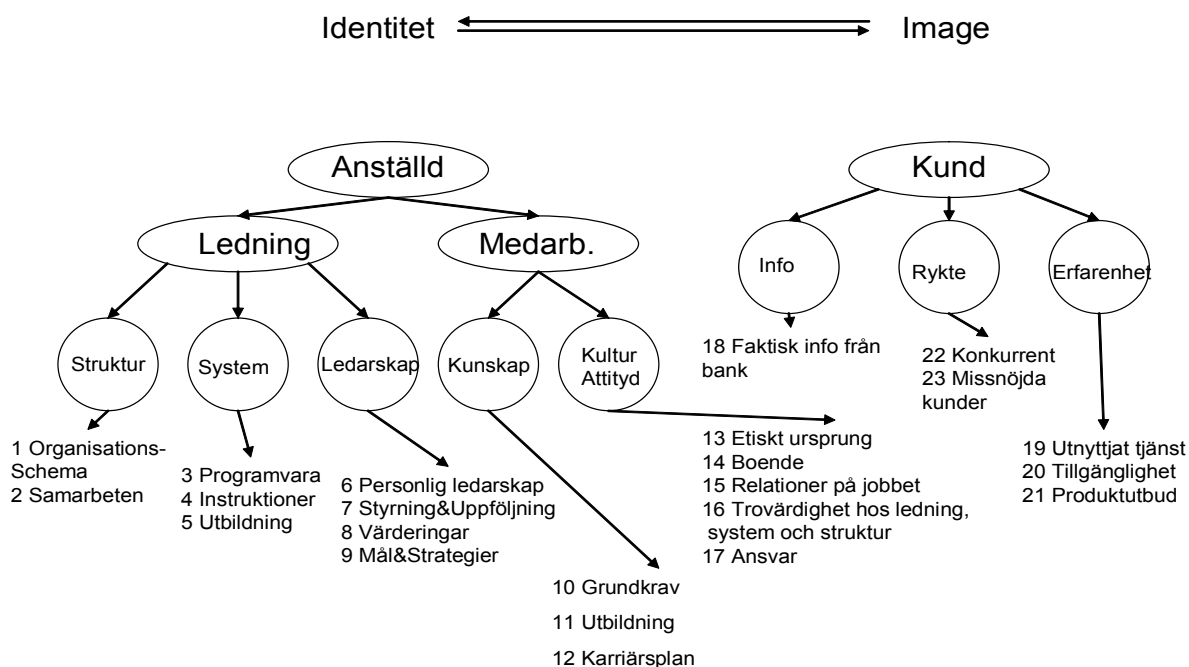 Identitet
Image
Anställd
Kund
Ledning
Medarb.
Info
Rykte
Erfarenhet
Struktur
System
Ledarskap
Kunskap
Kultur
Attityd
18 Faktisk info från
bank
22 Konkurrent
23 Missnöjda
kunder
1 Organisations-
Schema
2 Samarbeten
3 Programvara
4 Instruktioner
5 Utbildning
6 Personlig ledarskap
7 Styrning&Uppföljning
8 Värderingar
9 Mål&Strategier
13 Etiskt ursprung
14 Boende
15 Relationer på jobbet
16 Trovärdighet hos ledning,
system och struktur
17 Ansvar
19 Utnyttjat tjänst
20 Tillgänglighet
21 Produktutbud
10 Grundkrav
11 Utbildning
12 Karriärsplan